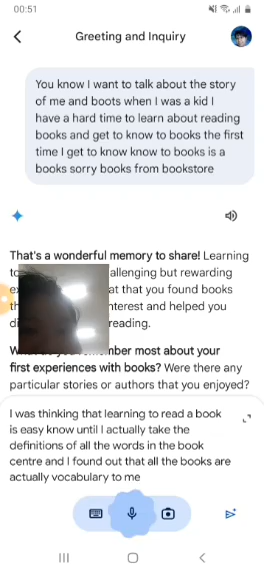 00:51
Greeting and Inquiry
You know I want to talk about the story
of me and boots when I was a kid I
have a hard time to learn about reading
books and get to know to books the first
time I get to know know to books is a
books sorry books from bookstore
That's a wonderful memory to share! Learning
allenging but rewarding
at that you found books
nterest and helped you
reading.
nber most about your
first experiences with books? Were there any
particular stories or authors that you enjoyed?
I was thinking that learning to read a book
is easy know until I actually take the
definitions of all the words in the book
centre and I found out that all the books are
actually vocabulary to me